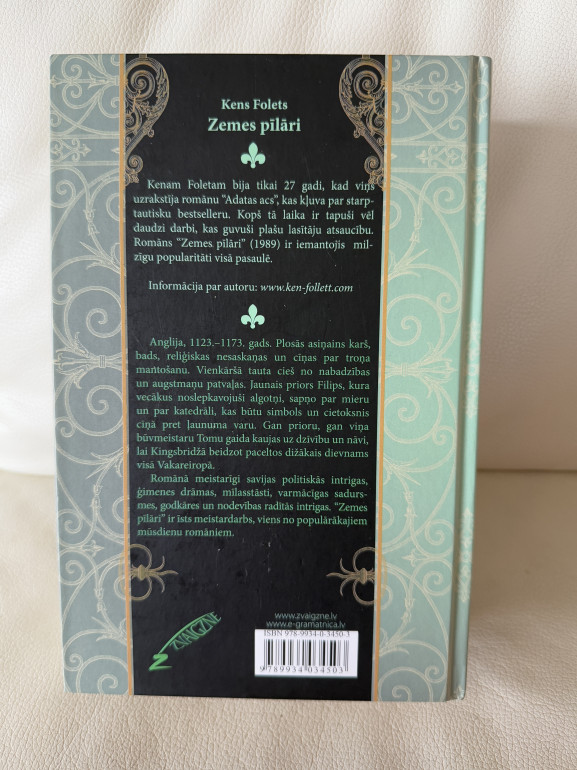 Kens Folets
Zemes pīlāri
Kenam Foletam bija tikai 27 gadi, kad viņš
uzrakstīja romānu “Adatas acs”, kas kļuva par starp-
tautisku bestselleru. Kopš tā laika ir tapuši vēl
daudzi darbi, kas guvuši plašu lasītāju atsaucību.
Romāns “Zemes pīlāri” (1989) ir iemantojis mil-
zīgu popularitāti visā pasaulē.
Informācija par autoru: www.ken-follett.com
Anglija, 1123.–1173. gads. Plosās asiņains karš,
bads, reliģiskas nesaskaņas un cīņas par troņa
mantošanu. Vienkāršā tauta cieš no nabadzības
un augstmaņu patvaļas. Jaunais priors Filips, kura
vecākus noslepkavojuši algotņi, sapņo par mieru
un par katedrāli, kas būtu simbols un cietoksnis
cīņā pret ļaunuma varu. Gan prioru, gan viņa
būvmeistaru Tomu gaida kaujas uz dzīvību un nāvi,
lai Kingsbridžā beidzot paceltos dižākais dievnams
visā Vakareiropā.
Romānā meistarīgi savijas politiskās intrigas,
ģimenes drāmas, mīlasstāsti, varmācīgas sadurs-
mes, godkāres un nodevības radītās intrigas. “Zemes
pīlāri” ir īsts meistardarbs, viens no populārākajiem
mūsdienu romāniem.
ZVAIGZNE
www.zvaigzne.lv
www.e-gramatnica.lv
ISBN 978-9934-0-3450-3
9 789934 034503